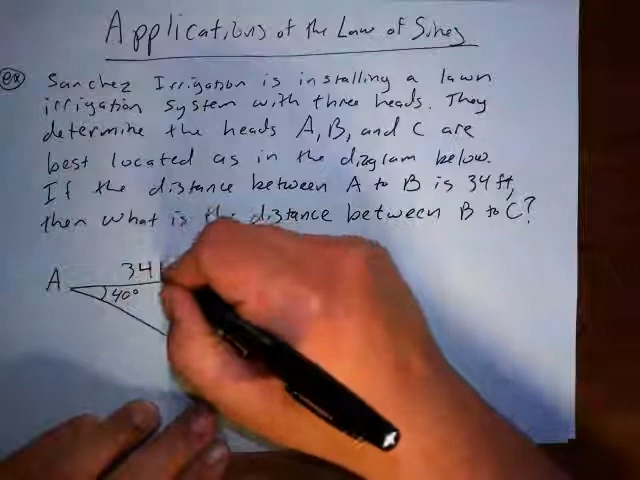 Applications of the Law of Sines
ex Sanchez Irrigation is installing a lawn
irrigation system with three heads. They
determine the heads A, B, and C are
best located as in the diagram below.
If the distance between A to B is 34 ft,
then what is the distance between B to C?
A 34
40°